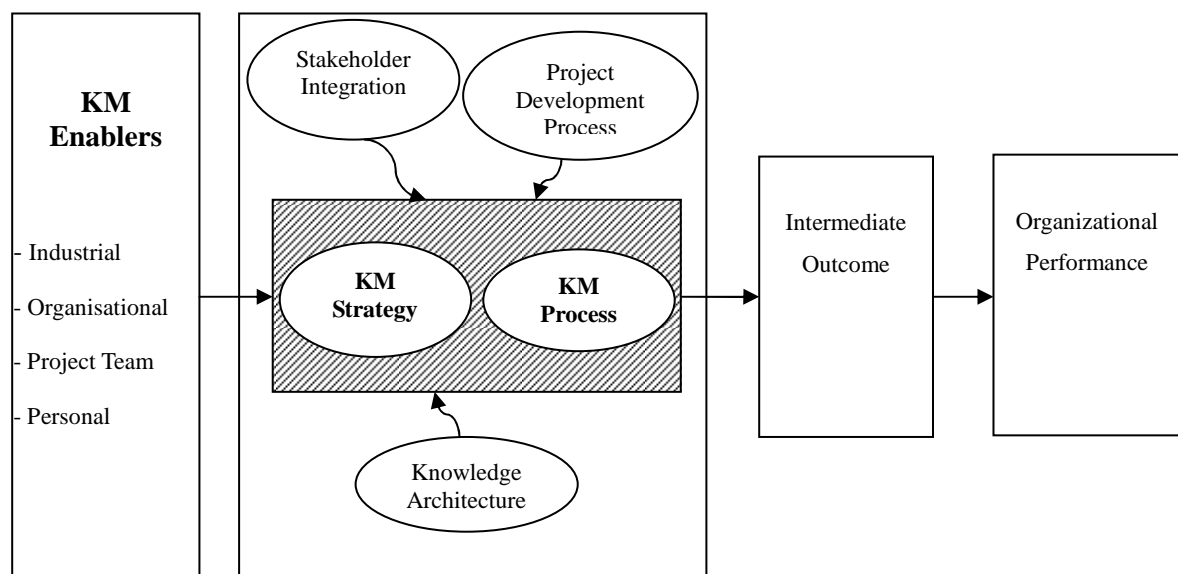 KM
Enablers
- Industrial
- Organisational
- Project Team
- Personal
Stakeholder
Integration
Project
Development
Process
KM
Strategy
KM
Process
Knowledge
Architecture
Intermediate
Outcome
Organizational
Performance